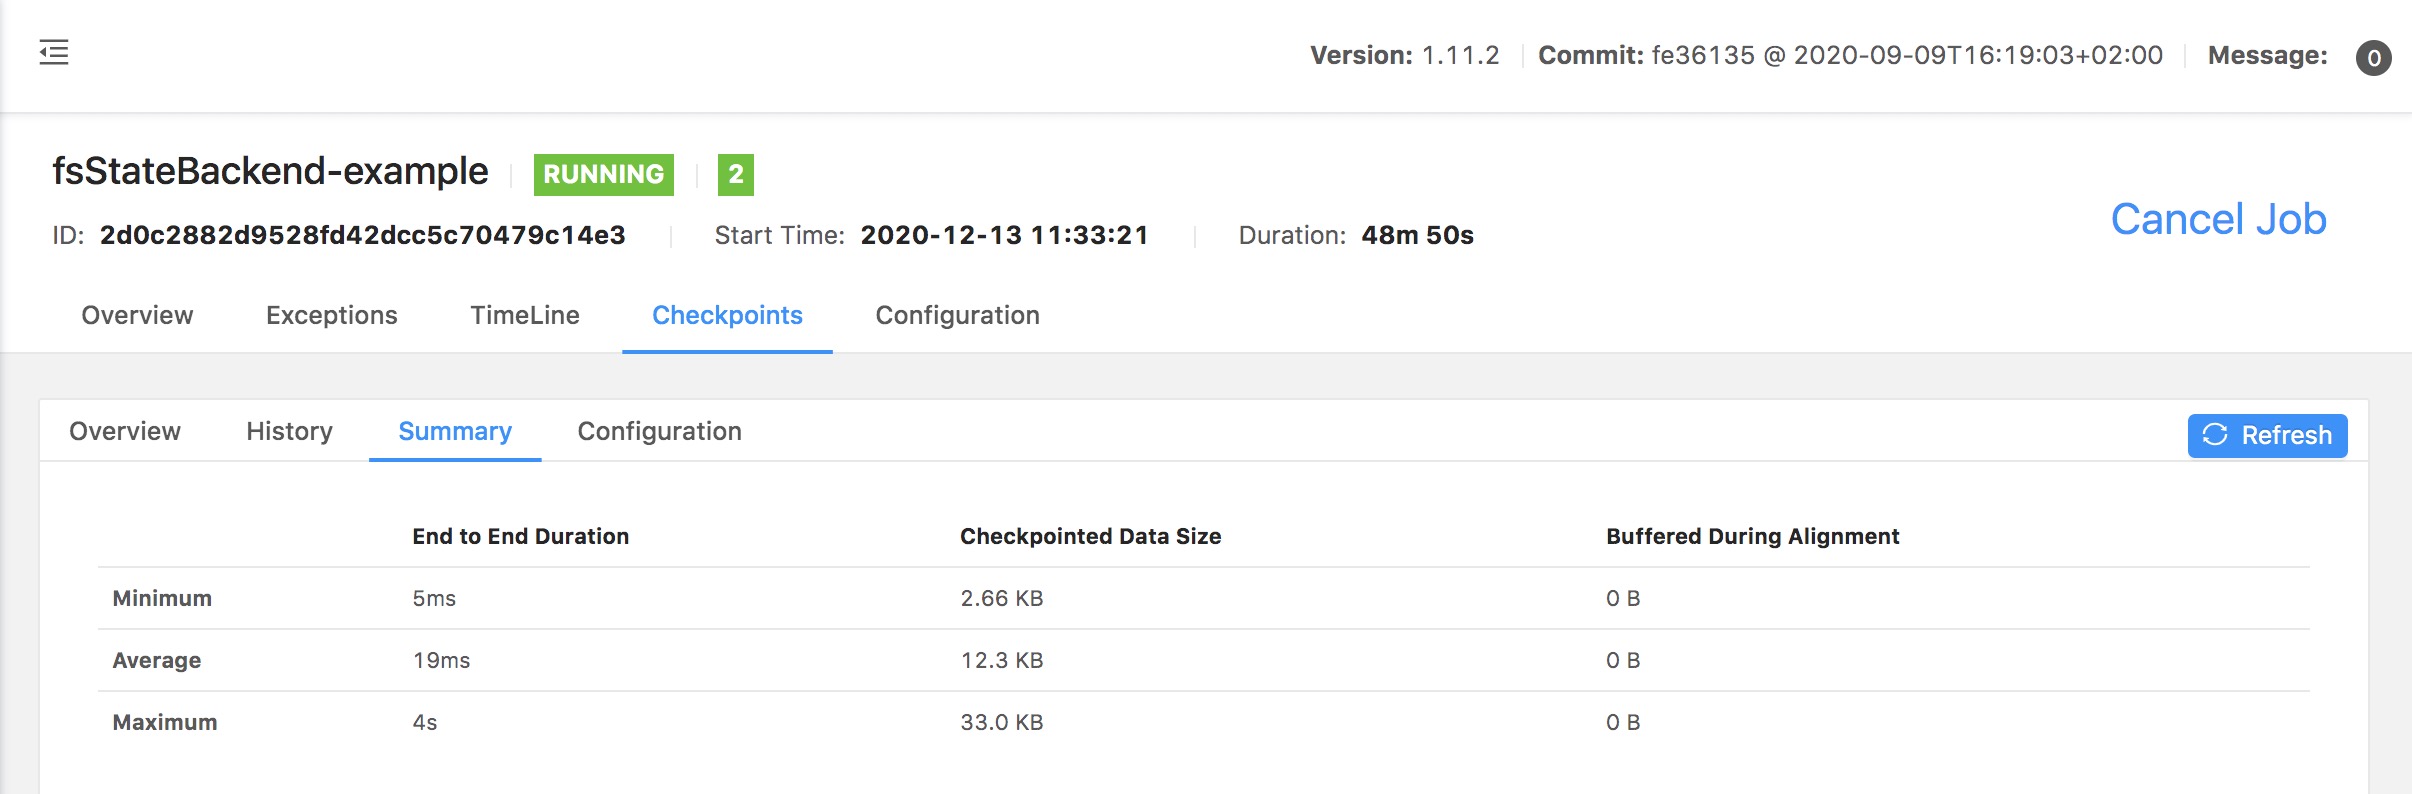 Version: 1.11.2 Commit: fe36135 @ 2020-09-09T16:19:03+02:00 Message: 0
fsStateBackend-example RUNNING 2
ID: 2d0c2882d9528fd42dcc5c70479c14e3 Start Time: 2020-12-13 11:33:21 Duration: 48m 50s
Cancel Job
Overview Exceptions TimeLine Checkpoints Configuration
Overview History Summary Configuration Refresh
End to End Duration Checkpointed Data Size Buffered During Alignment
Minimum 5ms 2.66 KB 0 B
Average 19ms 12.3 KB 0 B
Maximum 4s 33.0 KB 0 B